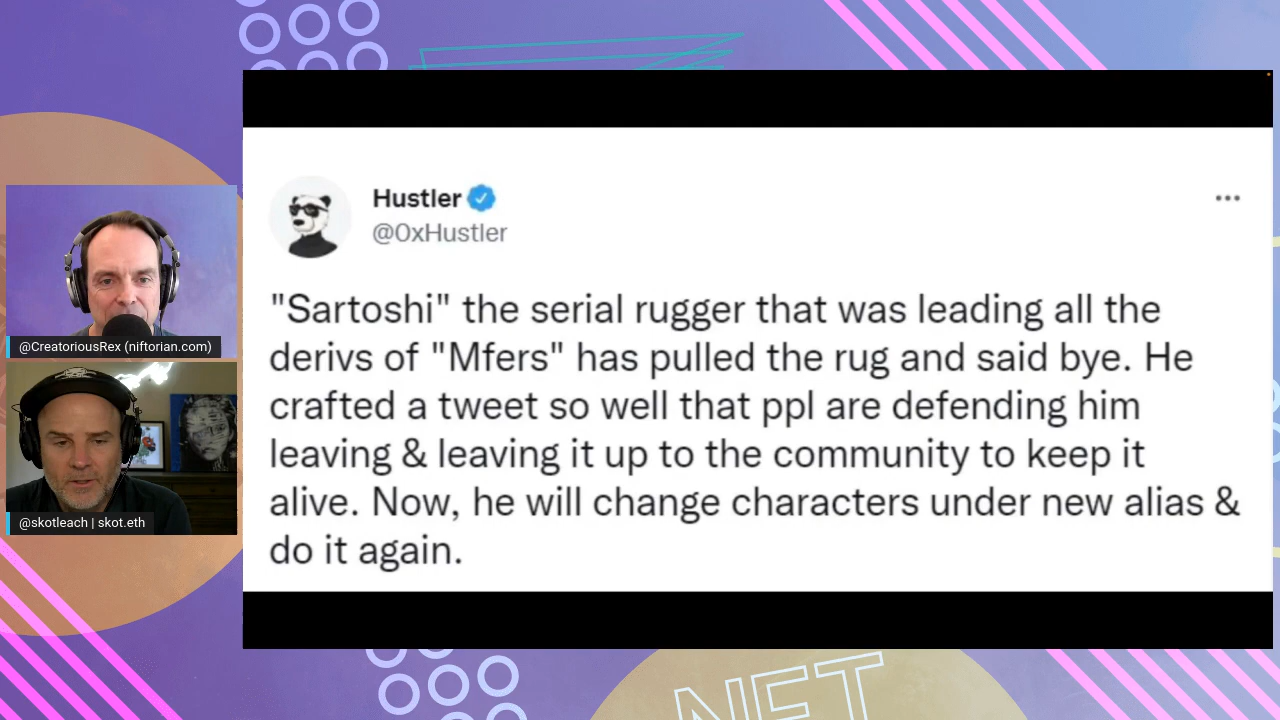 Hustler
@0xHustler
"Sartoshi" the serial rugger that was leading all the
derivs of "Mfers" has pulled the rug and said bye. He
crafted a tweet so well that ppl are defending him
leaving & leaving it up to the community to keep it
alive. Now, he will change characters under new alias &
do it again.
@CreatoriousRex (niftorian.com)
@skotleach | skot.eth
NFT